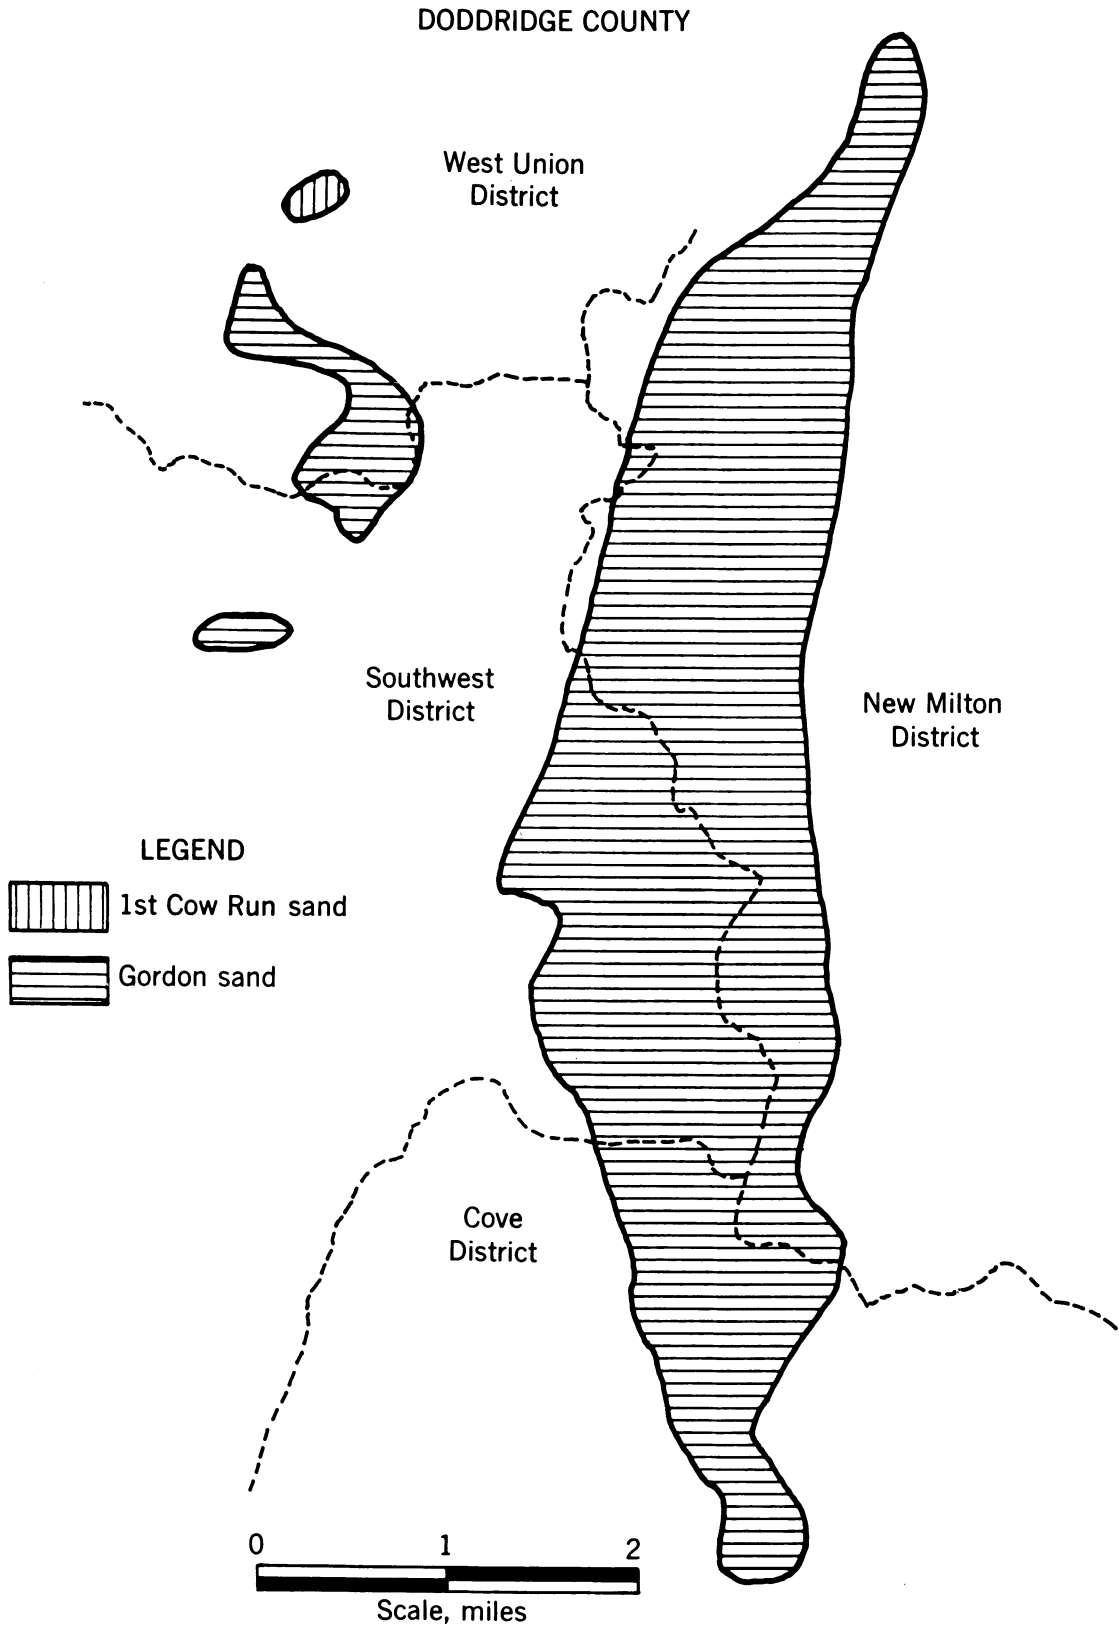 DODDRIDGE COUNTY
West Union
District
Southwest
District
New Milton
District
LEGEND
1st Cow Run sand
Gordon sand
Cove
District
0 1 2
Scale, miles